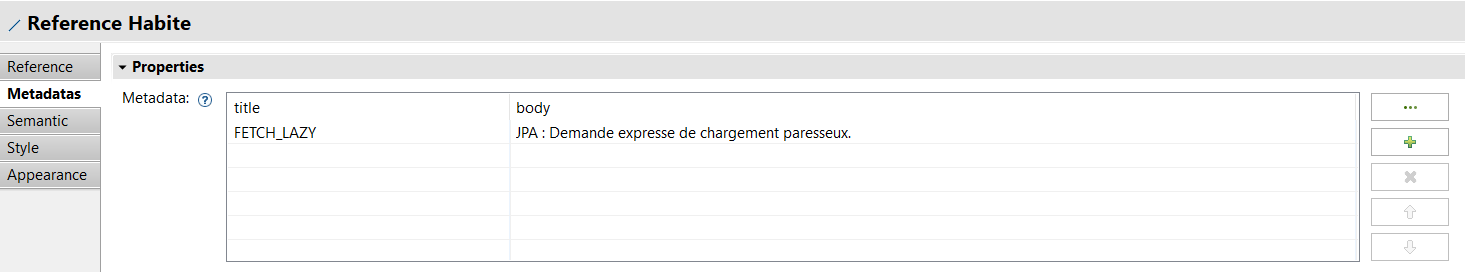 Reference Habite
Reference
Metadatas
Semantic
Style
Appearance
Properties
Metadata: ?
title body
FETCH_LAZY JPA : Demande expresse de chargement paresseux.